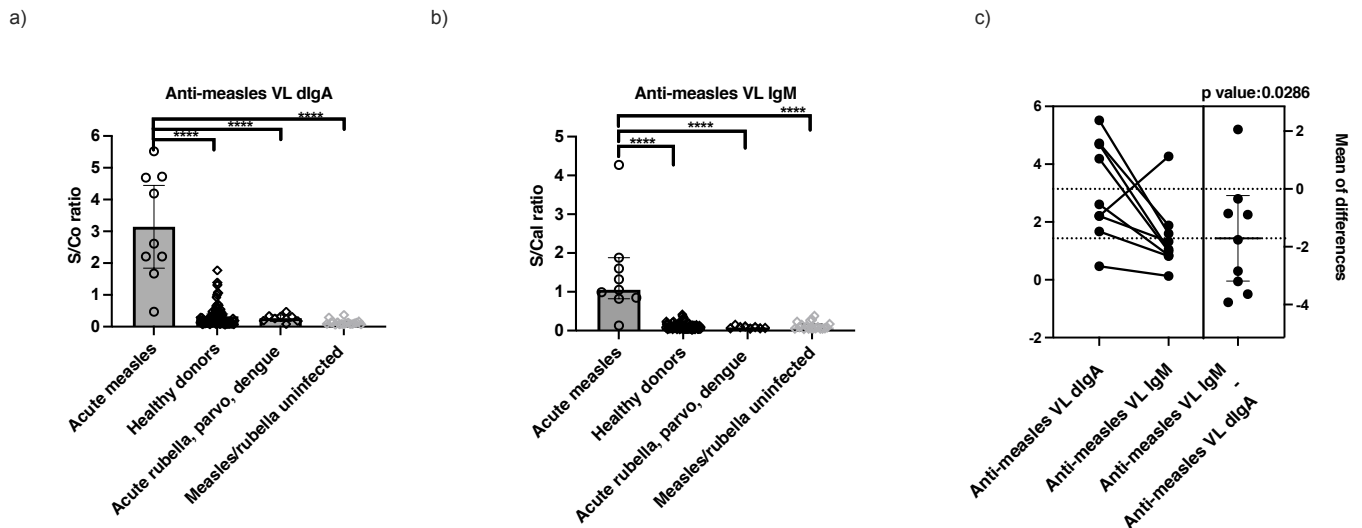 a)
Anti-measles VL dIgA
****
****
****
6
5
4
3
2
1
0
S/Co ratio
Acute measles
Healthy donors
Acute rubella, parvo, dengue
Measles/rubella uninfected
b)
Anti-measles VL IgM
****
****
****
5
4
3
2
1
0
S/Cal ratio
Acute measles
Healthy donors
Acute rubella, parvo, dengue
Measles/rubella uninfected
c)
p value:0.0286
6
4
2
0
-2
2
0
-2
-4
Mean of differences
Anti-measles VL dIgA
Anti-measles VL IgM
Anti-measles VL IgM
-
Anti-measles VL dIgA